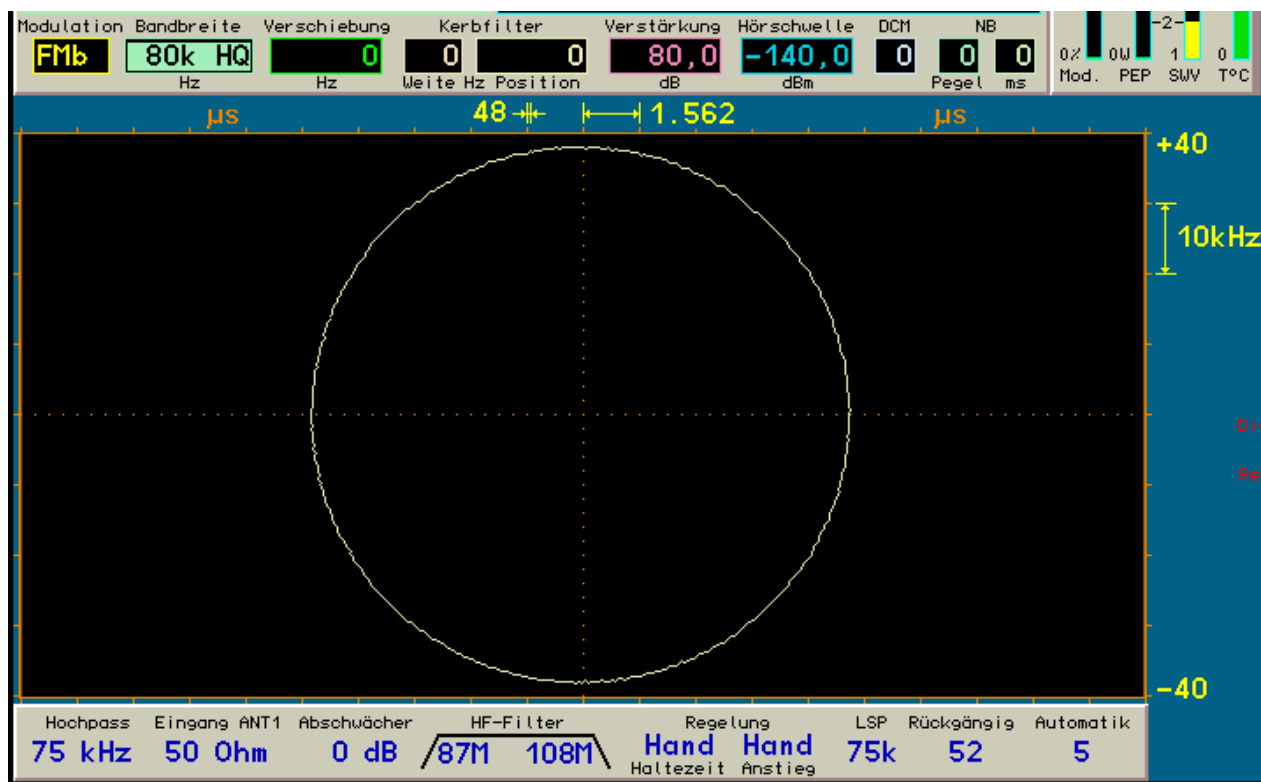 Modulation Bandbreite Verschiebung Kerbfilter Verstärkung Hörschwelle DCM NB
FMb 80k HQ 0 0 0 80,0 -140,0 0 0 0
-2-
0% 0W 1 0
Hz Hz Weite Hz Position dB dBm Pegel ms
Mod. PEP SWV T°C
µs 48 1.562 µs
+40
10kHz
-40
Hochpass Eingang ANT1 Abschwächer HF-Filter Regelung LSP Rückgängig Automatik
75 kHz 50 Ohm 0 dB 87M 108M Hand Hand 75k 52 5
Haltezeit Anstieg